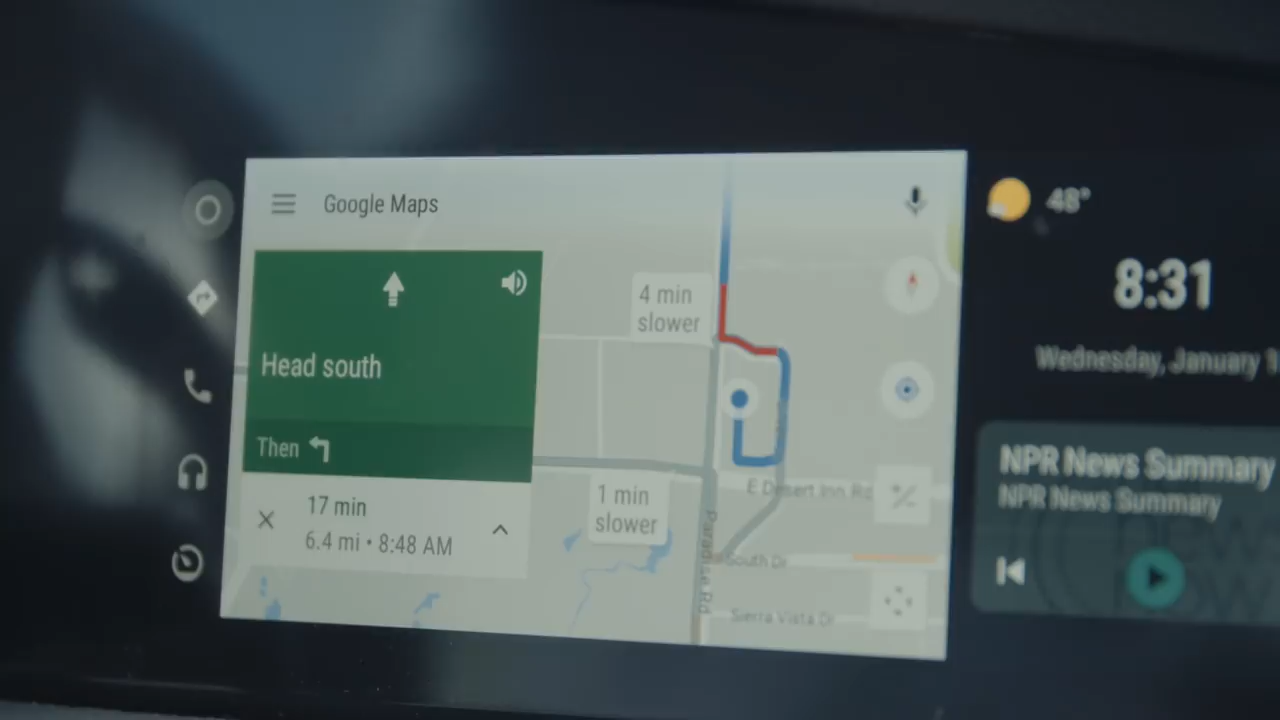 Google Maps
Head south
Then
17 min
6.4 mi • 8:48 AM
4 min
slower
1 min
slower
E Desert Inn Rd
Paradise Rd
South Dr
Sierra Vista Dr
48°
8:31
Wednesday, January 1
NPR News Summary
NPR News Summary